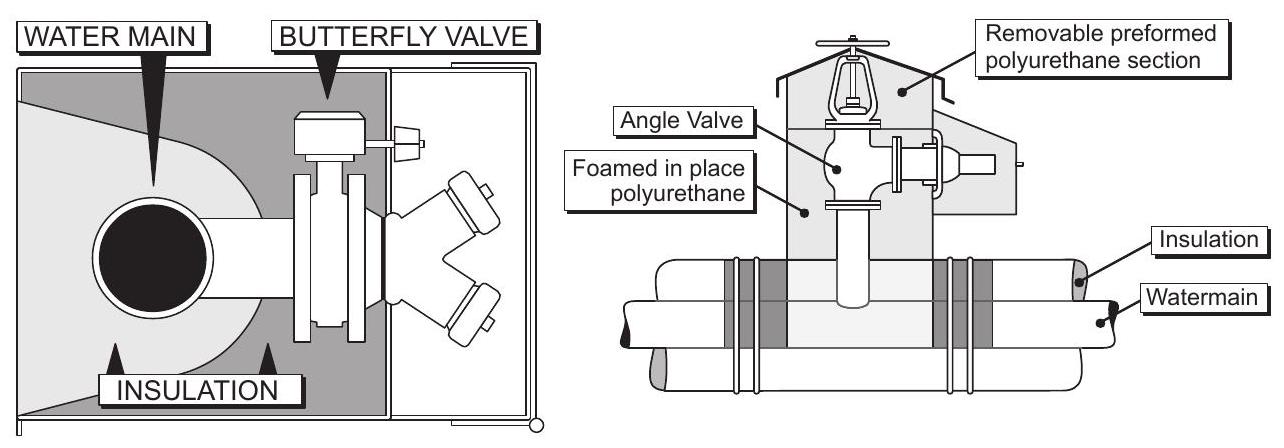 WATER MAIN
BUTTERFLY VALVE
INSULATION
Removable preformed
polyurethane section
Angle Valve
Foamed in place
polyurethane
Insulation
Watermain